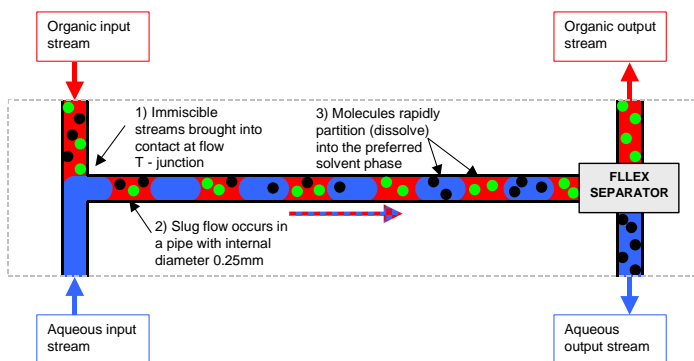 Organic input
stream
Organic output
stream
1) Immiscible
streams brought into
contact at flow
T - junction
3) Molecules rapidly
partition (dissolve)
into the preferred
solvent phase
FLLEX
SEPARATOR
2) Slug flow occurs in
a pipe with internal
diameter 0.25mm
Aqueous input
stream
Aqueous
output stream